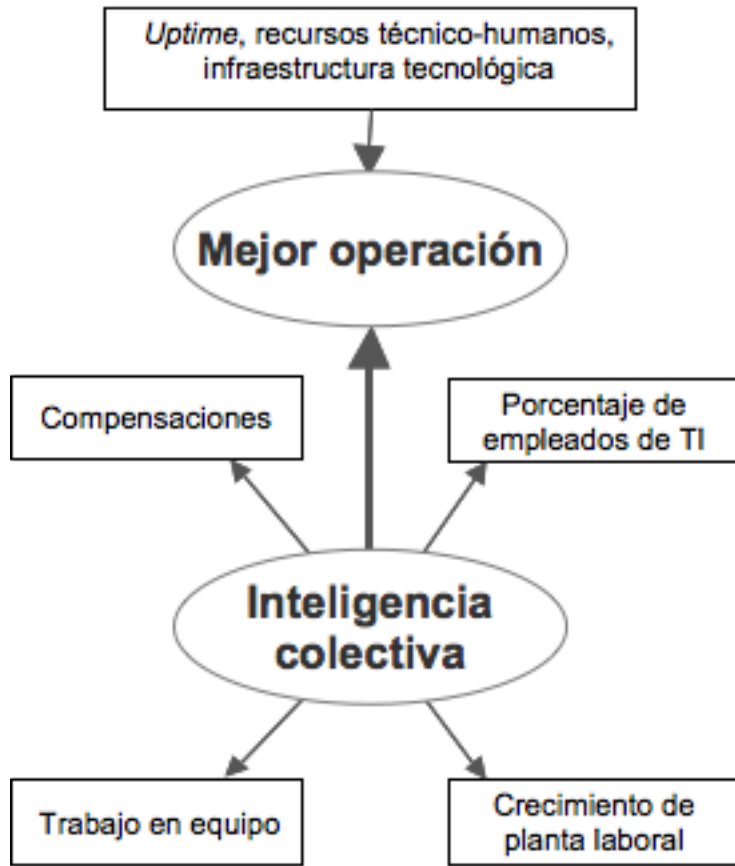 Uptime, recursos técnico-humanos,
infraestructura tecnológica
Mejor operación
Compensaciones
Porcentaje de
empleados de TI
Inteligencia
colectiva
Trabajo en equipo
Crecimiento de
planta laboral